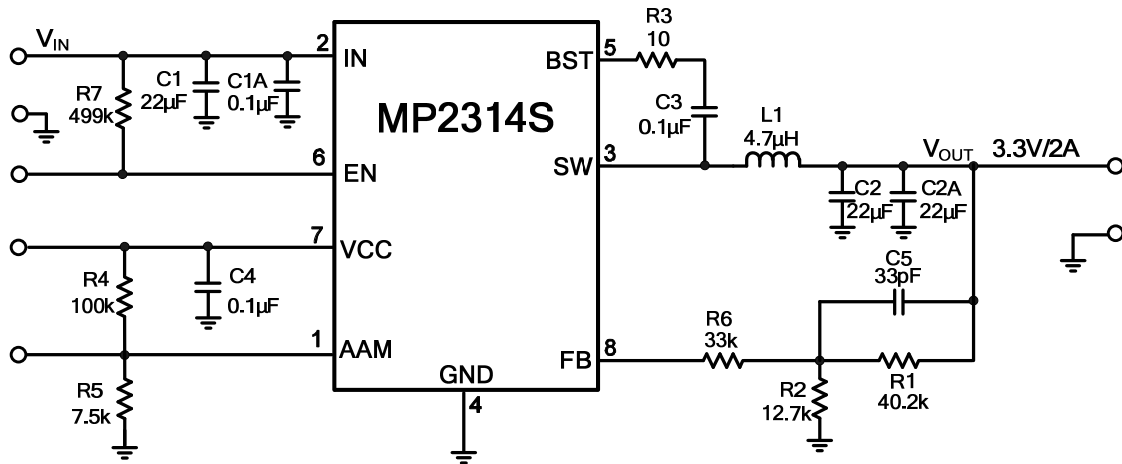 VIN
2
IN
R7
499k
C1
22µF
C1A
0.1µF
6
EN
7
VCC
R4
100k
C4
0.1µF
1
AAM
R5
7.5k
MP2314S
GND
4
5
BST
R3
10
C3
0.1µF
3
SW
L1
4.7µH
VOUT
3.3V/2A
C2
22µF
C2A
22µF
C5
33pF
8
FB
R6
33k
R2
12.7k
R1
40.2k